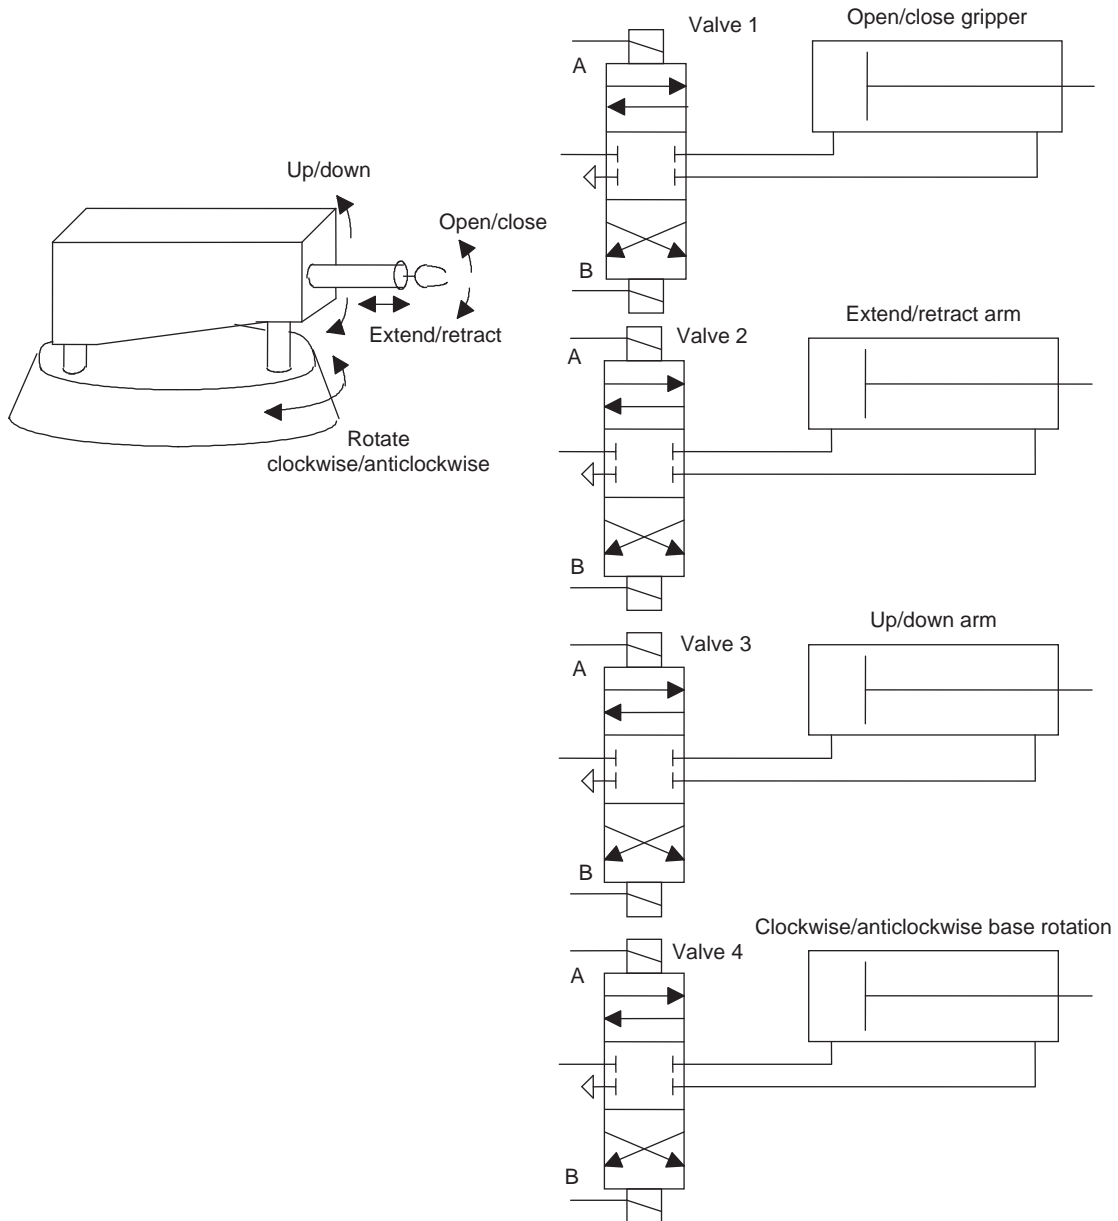 Up/down
Open/close
Extend/retract
Rotate
clockwise/anticlockwise
Valve 1
Open/close gripper
A
B
Valve 2
Extend/retract arm
A
B
Valve 3
Up/down arm
A
B
Valve 4
Clockwise/anticlockwise base rotation
A
B